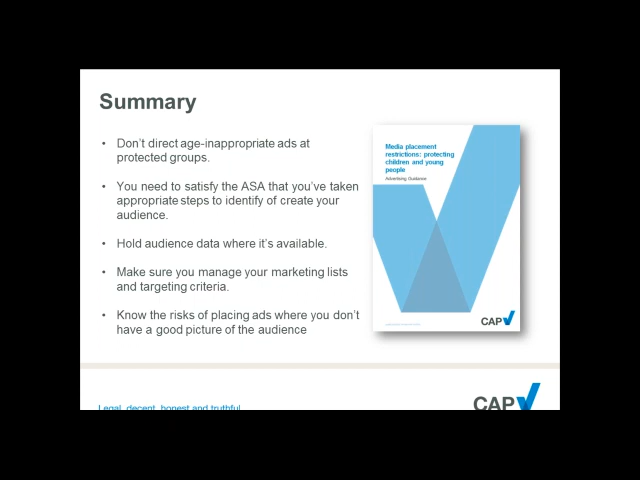 Summary
• Don't direct age-inappropriate ads at
protected groups.
• You need to satisfy the ASA that you've taken
appropriate steps to identify of create your
audience.
• Hold audience data where it's available.
• Make sure you manage your marketing lists
and targeting criteria.
• Know the risks of placing ads where you don't
have a good picture of the audience
Media placement
restrictions: protecting
children and young
people
Advertising Guidance
CAP
Legal, decent, honest and truthful
CAP